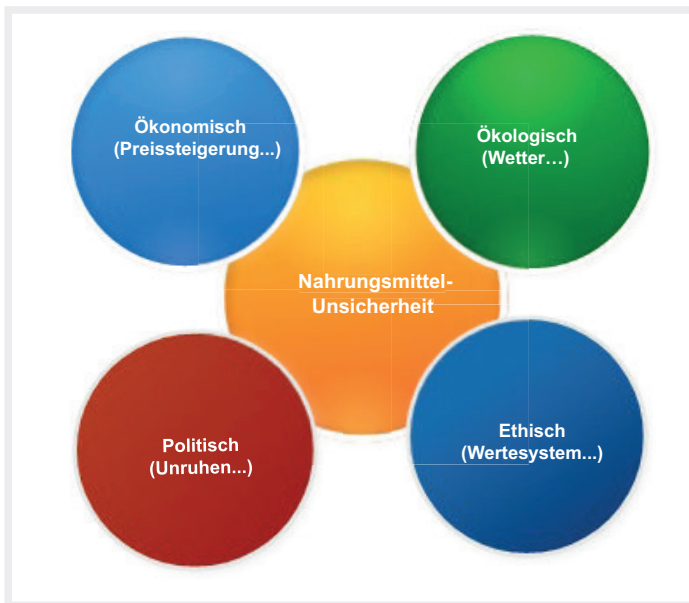 Ökonomisch
(Preissteigerung...)
Ökologisch
(Wetter…)
Nahrungsmittel-
Unsicherheit
Politisch
(Unruhen...)
Ethisch
(Wertesystem...)